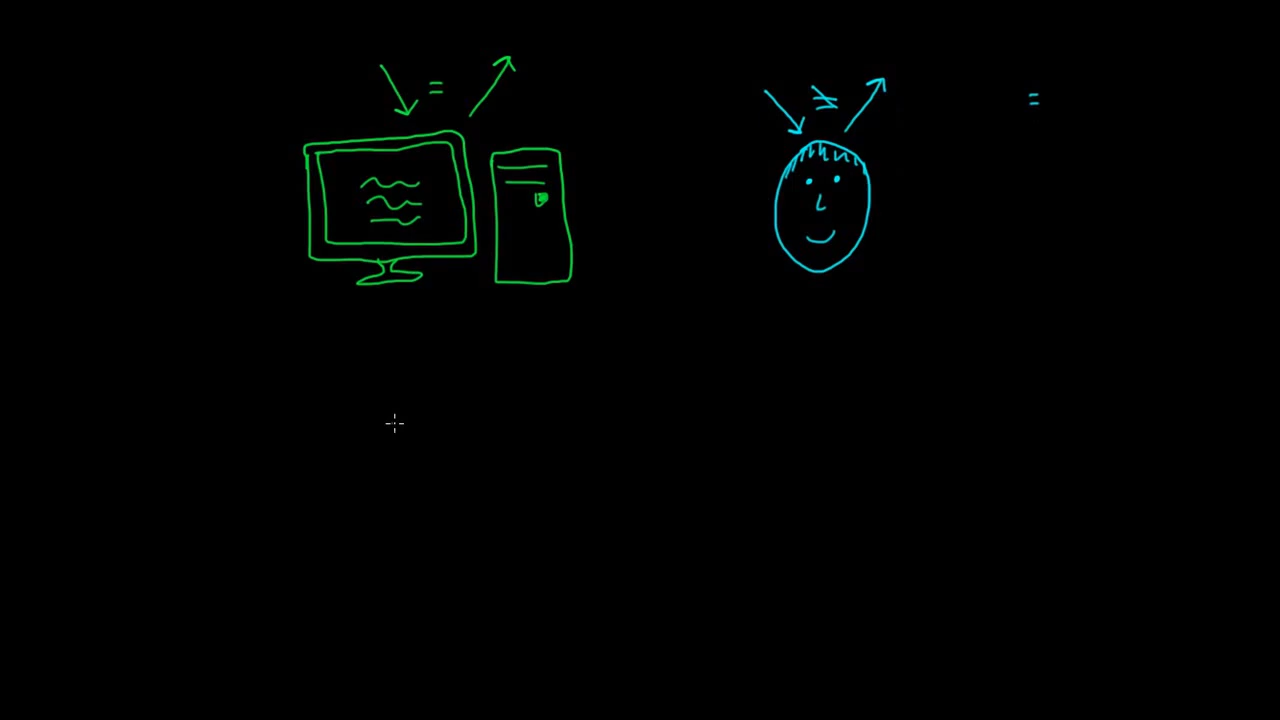 =
≠
=